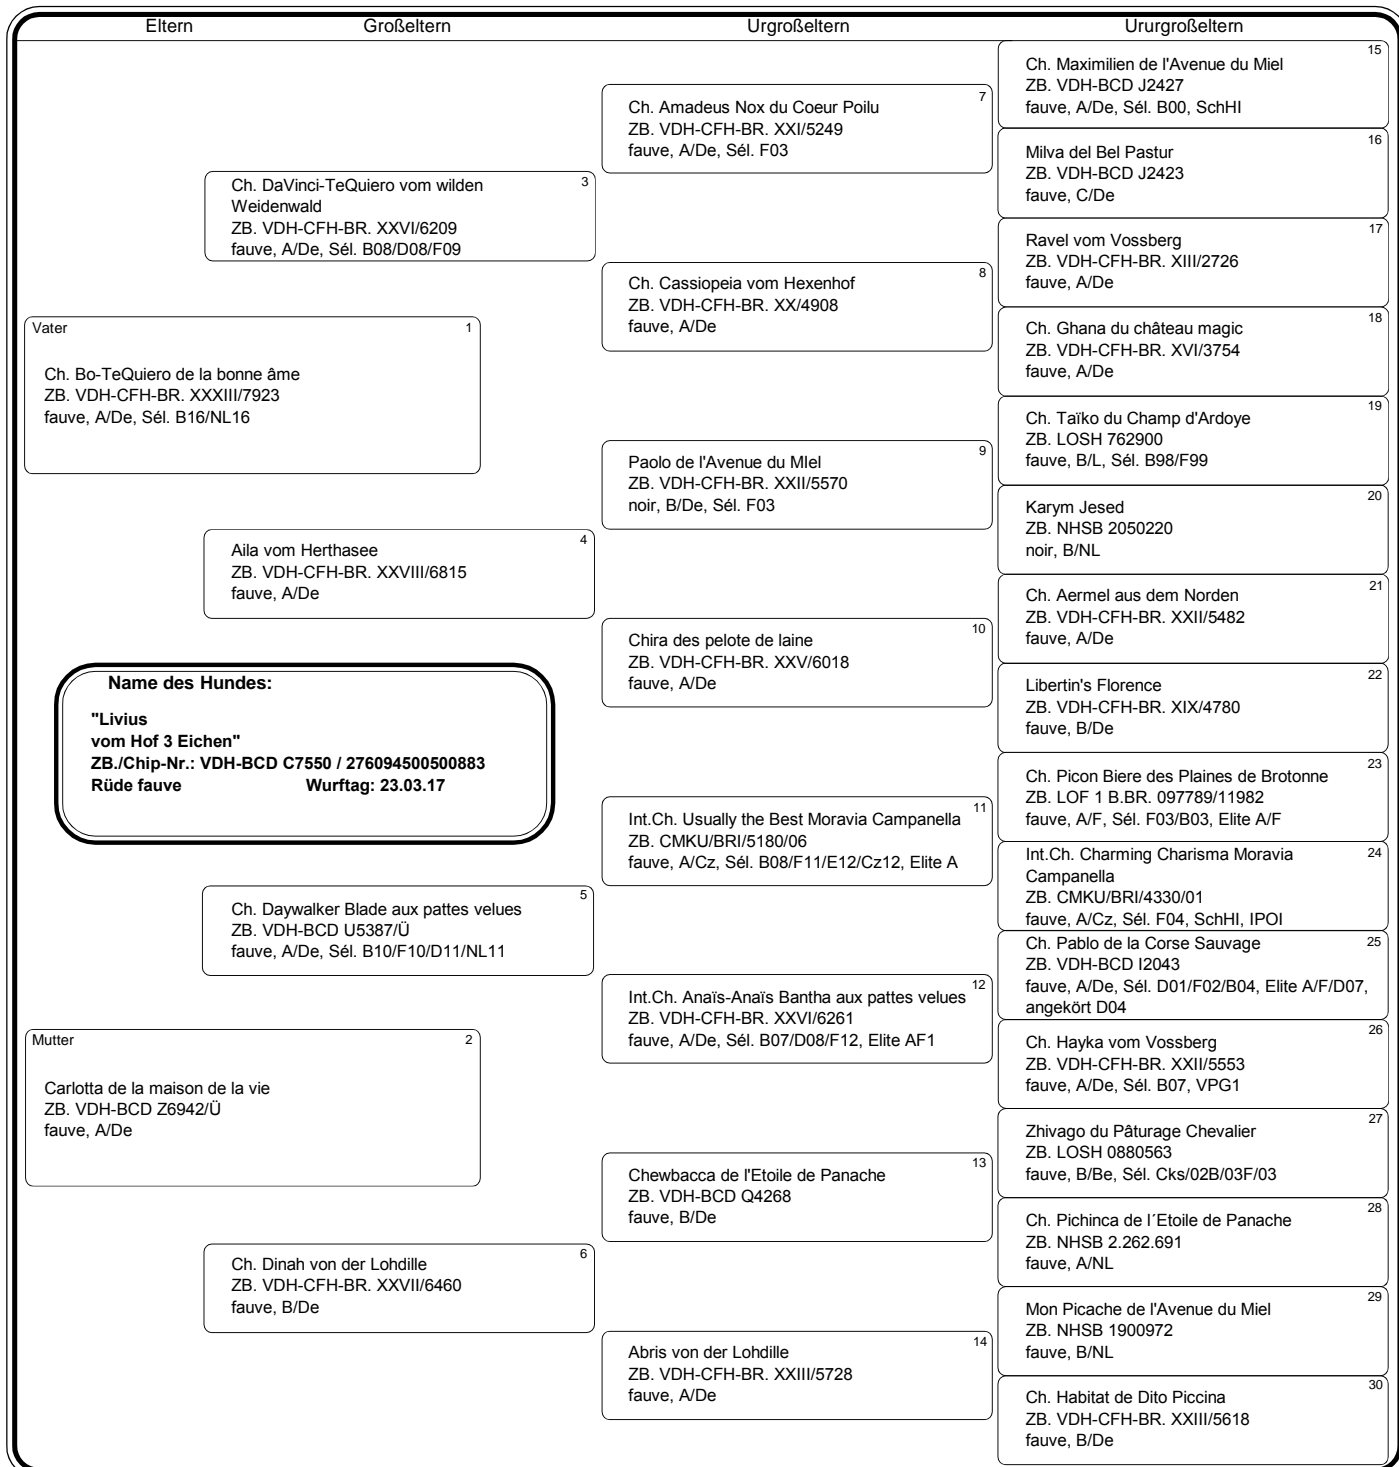 Eltern Großeltern Urgroßeltern Ururgroßeltern
Vater 1
Ch. Bo-TeQuiero de la bonne âme
ZB. VDH-CFH-BR. XXXIII/7923
fauve, A/De, Sél. B16/NL16
Name des Hundes:
"Livius
vom Hof 3 Eichen"
ZB./Chip-Nr.: VDH-BCD C7550 / 276094500500883
Rüde fauve Wurftag: 23.03.17
Mutter 2
Carlotta de la maison de la vie
ZB. VDH-BCD Z6942/Ü
fauve, A/De
3
Ch. DaVinci-TeQuiero vom wilden
Weidenwald
ZB. VDH-CFH-BR. XXVI/6209
fauve, A/De, Sél. B08/D08/F09
4
Aila vom Herthasee
ZB. VDH-CFH-BR. XXVIII/6815
fauve, A/De
5
Ch. Daywalker Blade aux pattes velues
ZB. VDH-BCD U5387/Ü
fauve, A/De, Sél. B10/F10/D11/NL11
6
Ch. Dinah von der Lohdille
ZB. VDH-CFH-BR. XXVII/6460
fauve, B/De
7
Ch. Amadeus Nox du Coeur Poilu
ZB. VDH-CFH-BR. XXI/5249
fauve, A/De, Sél. F03
8
Ch. Cassiopeia vom Hexenhof
ZB. VDH-CFH-BR. XX/4908
fauve, A/De
9
Paolo de l'Avenue du MIel
ZB. VDH-CFH-BR. XXII/5570
noir, B/De, Sél. F03
10
Chira des pelote de laine
ZB. VDH-CFH-BR. XXV/6018
fauve, A/De
11
Int.Ch. Usually the Best Moravia Campanella
ZB. CMKU/BRI/5180/06
fauve, A/Cz, Sél. B08/F11/E12/Cz12, Elite A
12
Int.Ch. Anaïs-Anaïs Bantha aux pattes velues
ZB. VDH-CFH-BR. XXVI/6261
fauve, A/De, Sél. B07/D08/F12, Elite AF1
13
Chewbacca de l'Etoile de Panache
ZB. VDH-BCD Q4268
fauve, B/De
14
Abris von der Lohdille
ZB. VDH-CFH-BR. XXIII/5728
fauve, A/De
15
Ch. Maximilien de l'Avenue du Miel
ZB. VDH-BCD J2427
fauve, A/De, Sél. B00, SchHI
16
Milva del Bel Pastur
ZB. VDH-BCD J2423
fauve, C/De
17
Ravel vom Vossberg
ZB. VDH-CFH-BR. XIII/2726
fauve, A/De
18
Ch. Ghana du château magic
ZB. VDH-CFH-BR. XVI/3754
fauve, A/De
19
Ch. Taïko du Champ d'Ardoye
ZB. LOSH 762900
fauve, B/L, Sél. B98/F99
20
Karym Jesed
ZB. NHSB 2050220
noir, B/NL
21
Ch. Aermel aus dem Norden
ZB. VDH-CFH-BR. XXII/5482
fauve, A/De
22
Libertin's Florence
ZB. VDH-CFH-BR. XIX/4780
fauve, B/De
23
Ch. Picon Biere des Plaines de Brotonne
ZB. LOF 1 B.BR. 097789/11982
fauve, A/F, Sél. F03/B03, Elite A/F
24
Int.Ch. Charming Charisma Moravia
Campanella
ZB. CMKU/BRI/4330/01
fauve, A/Cz, Sél. F04, SchHI, IPOI
25
Ch. Pablo de la Corse Sauvage
ZB. VDH-BCD I2043
fauve, A/De, Sél. D01/F02/B04, Elite A/F/D07,
angekört D04
26
Ch. Hayka vom Vossberg
ZB. VDH-CFH-BR. XXII/5553
fauve, A/De, Sél. B07, VPG1
27
Zhivago du Pâturage Chevalier
ZB. LOSH 0880563
fauve, B/Be, Sél. Cks/02B/03F/03
28
Ch. Pichinca de l´Etoile de Panache
ZB. NHSB 2.262.691
fauve, A/NL
29
Mon Picache de l'Avenue du Miel
ZB. NHSB 1900972
fauve, B/NL
30
Ch. Habitat de Dito Piccina
ZB. VDH-CFH-BR. XXIII/5618
fauve, B/De